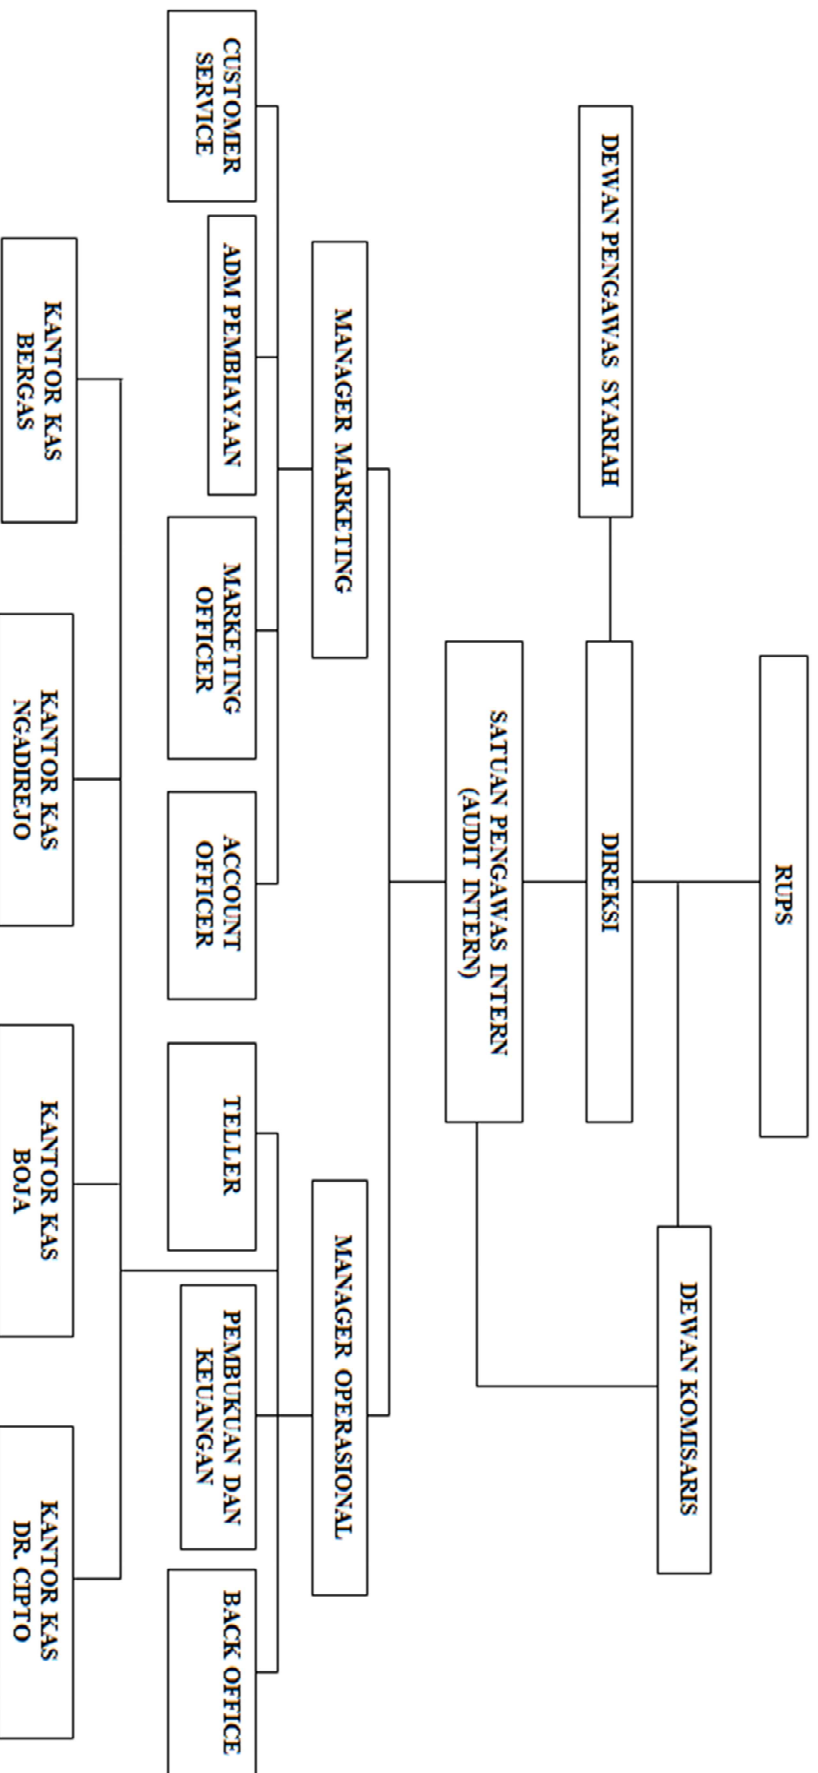 RUPS
DEWAN KOMISARIS
DEWAN PENGAWAS SYARIAH
DIREKSI
SATUAN PENGAWAS INTERN
(AUDIT INTERN)
MANAGER MARKETING
MANAGER OPERASIONAL
CUSTOMER
SERVICE
ADM PEMBIAYAAN
MARKETING
OFFICER
ACCOUNT
OFFICER
TELLER
PEMBUKUAN DAN
KEUANGAN
BACK OFFICE
KANTOR KAS
BERGAS
KANTOR KAS
NGADIREJO
KANTOR KAS
BOJA
KANTOR KAS
DR. CIPTO